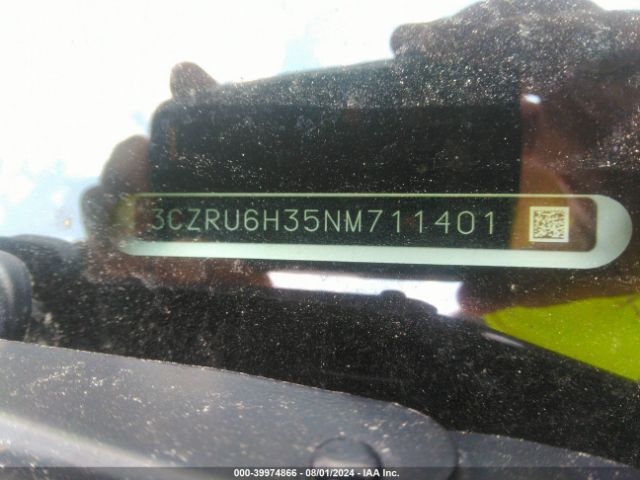 3CZRU6H35NM711401
000-39974866 - 08/01/2024 - IAA Inc.